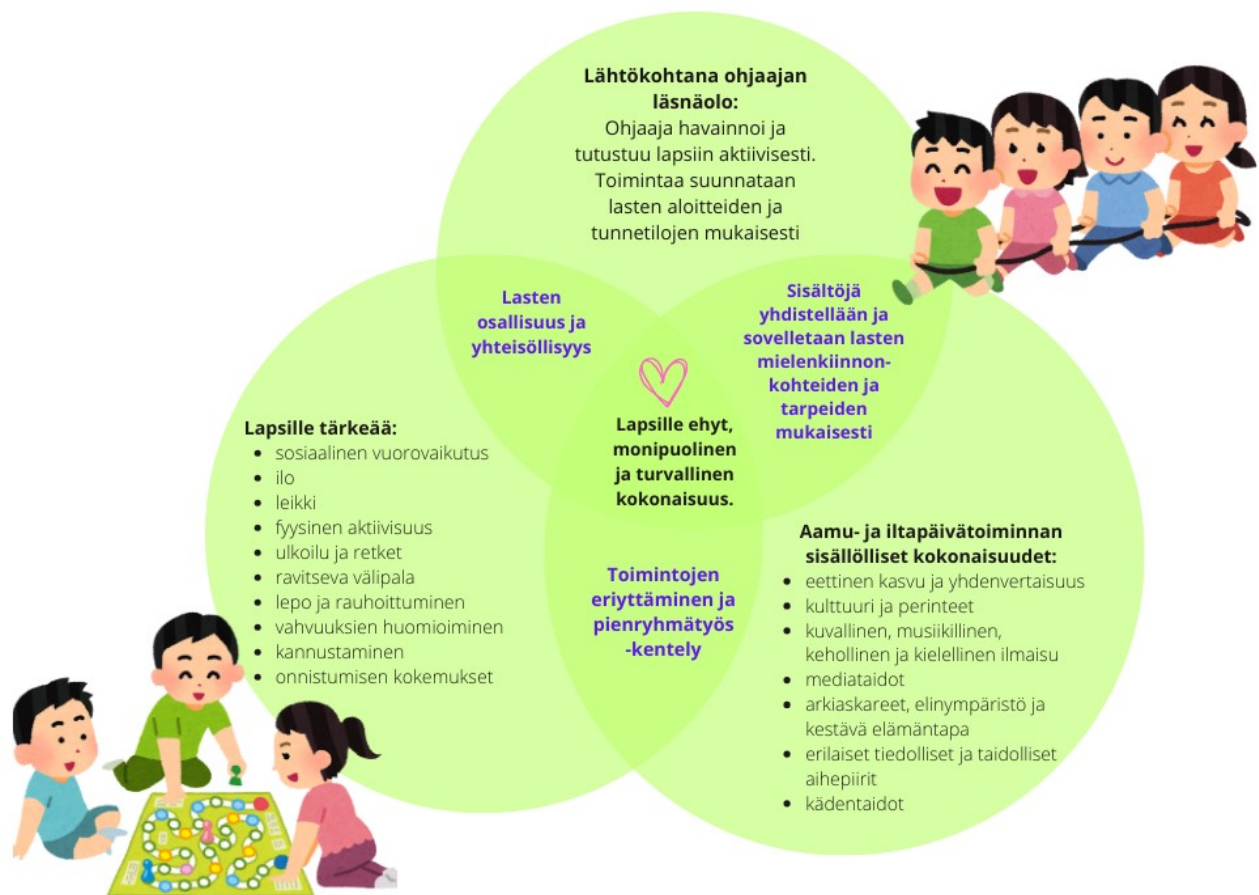 Lähtökohtana ohjaajan
läsnäolo:
Ohjaaja havainnoi ja
tutustuu lapsiin aktiivisesti.
Toimintaa suunnataan
lasten aloitteiden ja
tunnetilojen mukaisesti
Lasten
osallisuus ja
yhteisöllisyys
Sisältöjä
yhdistellään ja
sovelletaan lasten
mielenkiinnon-
kohteiden ja
tarpeiden
mukaisesti
Lapsille ehyt,
monipuolinen
ja turvallinen
kokonaisuus.
Lapsille tärkeää:
• sosiaalinen vuorovaikutus
• ilo
• leikki
• fyysinen aktiivisuus
• ulkoilu ja retket
• ravitseva välipala
• lepo ja rauhoittuminen
• vahvuuksien huomioiminen
• kannustaminen
• onnistumisen kokemukset
Toimintojen
eriyttäminen ja
pienryhmätyös
-kentely
Aamu- ja iltapäivätoiminnan
sisällölliset kokonaisuudet:
• eettinen kasvu ja yhdenvertaisuus
• kulttuuri ja perinteet
• kuvallinen, musiikillinen,
kehollinen ja kielellinen ilmaisu
• mediataidot
• arkiaskareet, elinympäristö ja
kestävä elämäntapa
• erilaiset tiedolliset ja taidolliset
aihepiirit
• kädentaidot